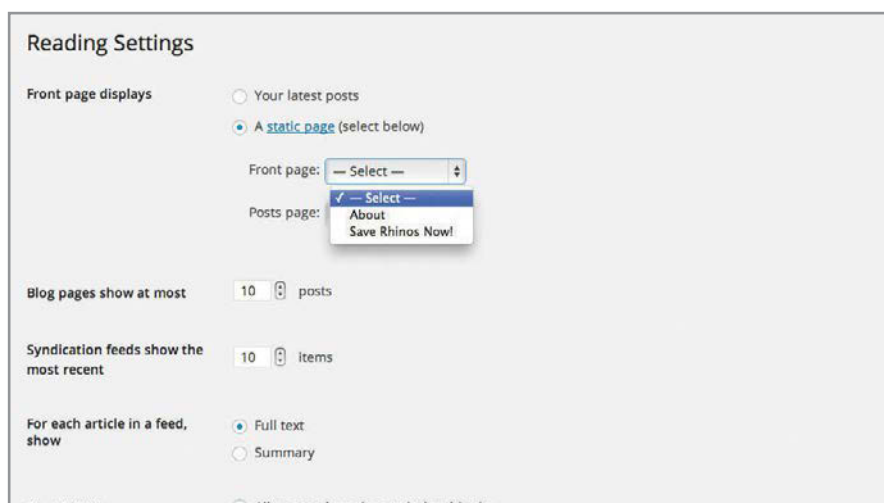 Reading Settings
Front page displays
Your latest posts
A static page (select below)
Front page: — Select —
✓ — Select —
About
Save Rhinos Now!
Posts page:
Blog pages show at most
10 posts
Syndication feeds show the
most recent
10 items
For each article in a feed,
show
Full text
Summary